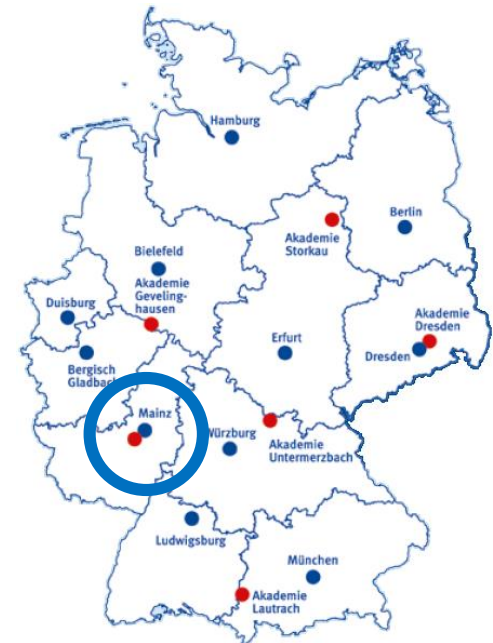 Hamburg
Berlin
Akademie
Storkau
Bielefeld
Akademie
Geveling-
hausen
Duisburg
Akademie
Dresden
Erfurt
Dresden
Bergisch
Gladbach
Mainz
Würzburg
Akademie
Untermerzbach
Ludwigsburg
München
Akademie
Lautrach